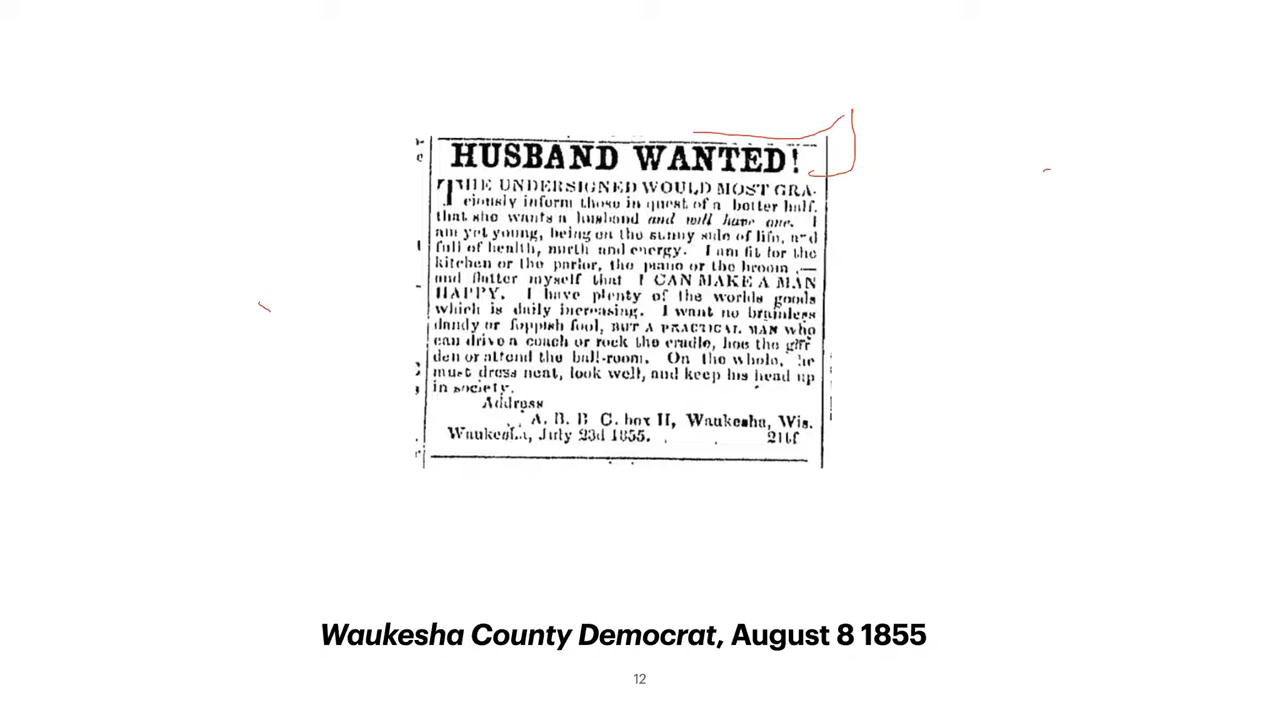 HUSBAND WANTED!
THE UNDERSIGNED WOULD MOST GRA-
ciously inform those in quest of a better half,
that she wants a husband and will have one. I
am yet young, being on the sunny side of life, and
full of health, mirth and energy. I am fit for the
kitchen or the parlor, the piano or the broom,—
and flatter myself that I CAN MAKE A MAN
HAPPY. I have plenty of the worlds goods
which is daily increasing. I want no brainless
dandy or foppish fool, BUT A PRACTICAL MAN who
can drive a coach or rock the cradle, hoe the gar
den or attend the ball-room. On the whole, he
must dress neat, look well, and keep his head up
in society.
Address
A. B. B C. box 11, Waukesha, Wis.
Waukesha, July 23d 1855. 21tf
Waukesha County Democrat, August 8 1855
12